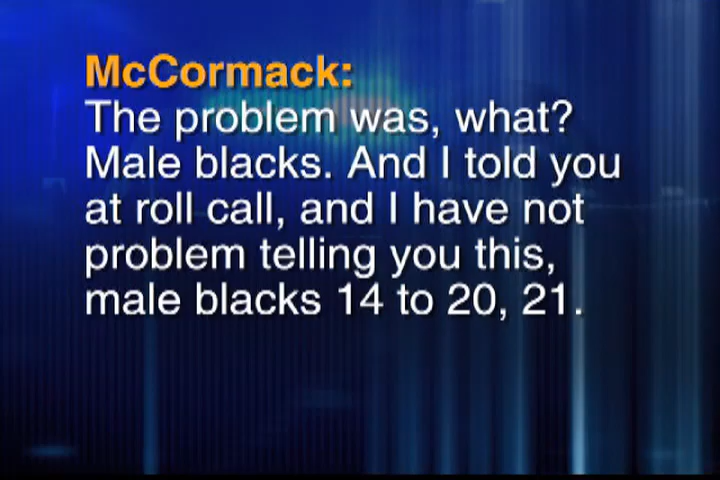 McCormack:
The problem was, what?
Male blacks. And I told you
at roll call, and I have not
problem telling you this,
male blacks 14 to 20, 21.